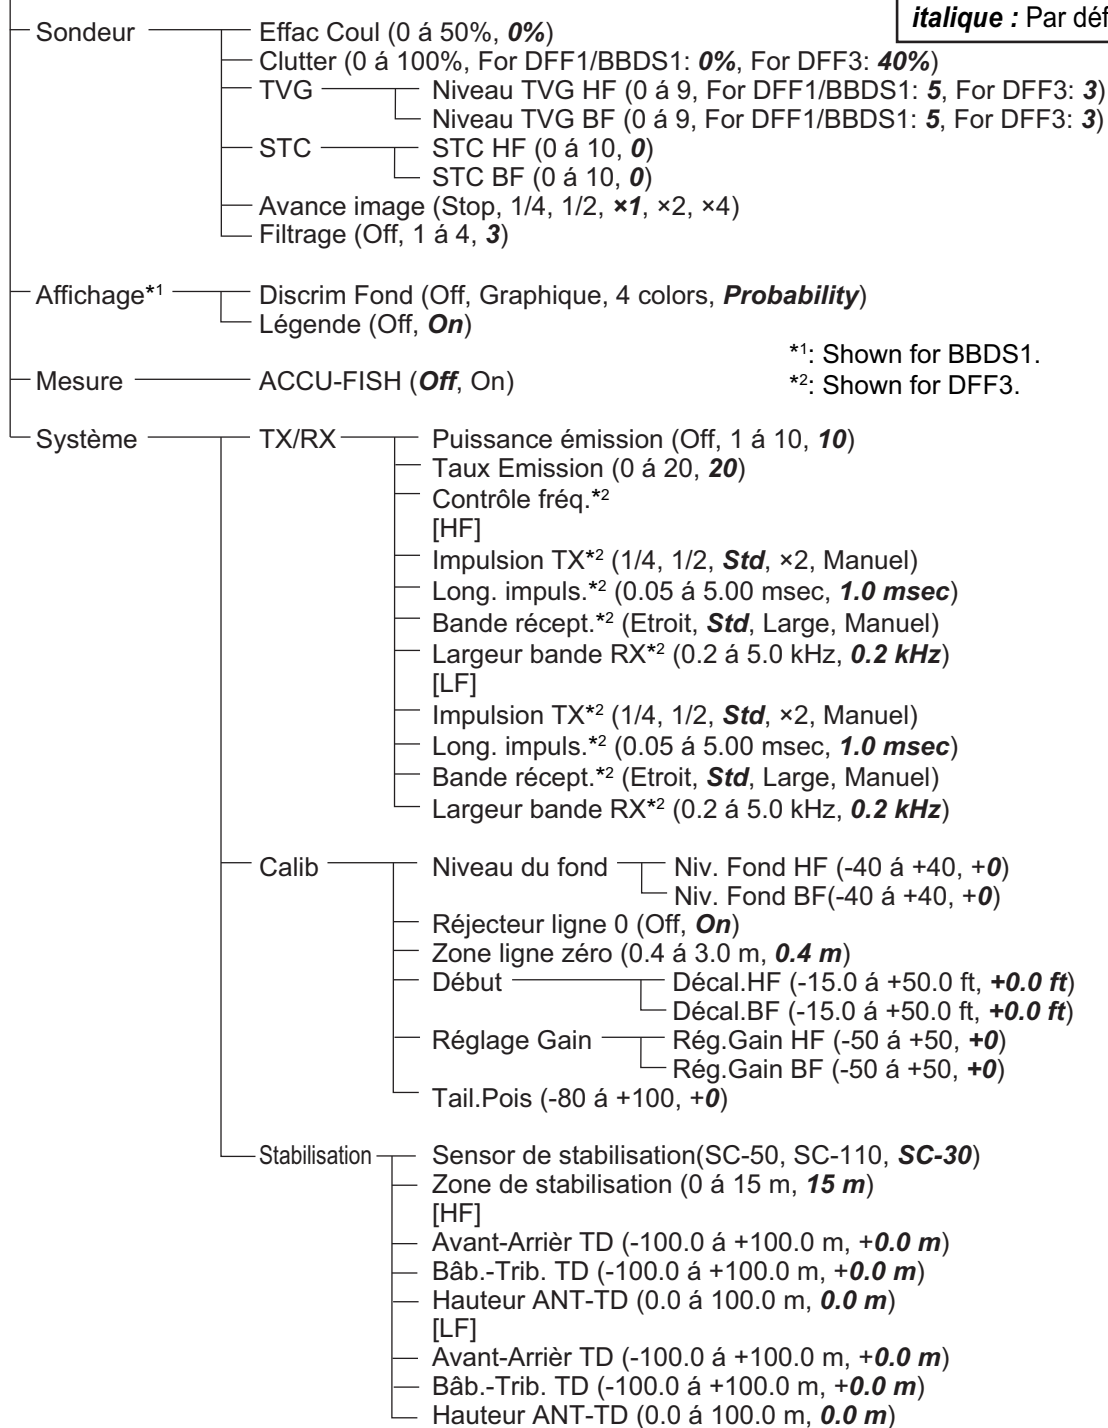 italique : Par déf
Sondeur
Effac Coul (0 á 50%, 0%)
Clutter (0 á 100%, For DFF1/BBDS1: 0%, For DFF3: 40%)
TVG
Niveau TVG HF (0 á 9, For DFF1/BBDS1: 5, For DFF3: 3)
Niveau TVG BF (0 á 9, For DFF1/BBDS1: 5, For DFF3: 3)
STC
STC HF (0 á 10, 0)
STC BF (0 á 10, 0)
Avance image (Stop, 1/4, 1/2, ×1, ×2, ×4)
Filtrage (Off, 1 á 4, 3)
Affichage*1
Discrim Fond (Off, Graphique, 4 colors, Probability)
Légende (Off, On)
*1: Shown for BBDS1.
*2: Shown for DFF3.
Mesure
ACCU-FISH (Off, On)
Système
TX/RX
Puissance émission (Off, 1 á 10, 10)
Taux Emission (0 á 20, 20)
Contrôle fréq.*2
[HF]
Impulsion TX*2 (1/4, 1/2, Std, ×2, Manuel)
Long. impuls.*2 (0.05 á 5.00 msec, 1.0 msec)
Bande récept.*2 (Etroit, Std, Large, Manuel)
Largeur bande RX*2 (0.2 á 5.0 kHz, 0.2 kHz)
[LF]
Impulsion TX*2 (1/4, 1/2, Std, ×2, Manuel)
Long. impuls.*2 (0.05 á 5.00 msec, 1.0 msec)
Bande récept.*2 (Etroit, Std, Large, Manuel)
Largeur bande RX*2 (0.2 á 5.0 kHz, 0.2 kHz)
Calib
Niveau du fond
Niv. Fond HF (-40 á +40, +0)
Niv. Fond BF(-40 á +40, +0)
Réjecteur ligne 0 (Off, On)
Zone ligne zéro (0.4 á 3.0 m, 0.4 m)
Début
Décal.HF (-15.0 á +50.0 ft, +0.0 ft)
Décal.BF (-15.0 á +50.0 ft, +0.0 ft)
Réglage Gain
Rég.Gain HF (-50 á +50, +0)
Rég.Gain BF (-50 á +50, +0)
Tail.Pois (-80 á +100, +0)
Stabilisation
Sensor de stabilisation(SC-50, SC-110, SC-30)
Zone de stabilisation (0 á 15 m, 15 m)
[HF]
Avant-Arrièr TD (-100.0 á +100.0 m, +0.0 m)
Bâb.-Trib. TD (-100.0 á +100.0 m, +0.0 m)
Hauteur ANT-TD (0.0 á 100.0 m, 0.0 m)
[LF]
Avant-Arrièr TD (-100.0 á +100.0 m, +0.0 m)
Bâb.-Trib. TD (-100.0 á +100.0 m, +0.0 m)
Hauteur ANT-TD (0.0 á 100.0 m, 0.0 m)